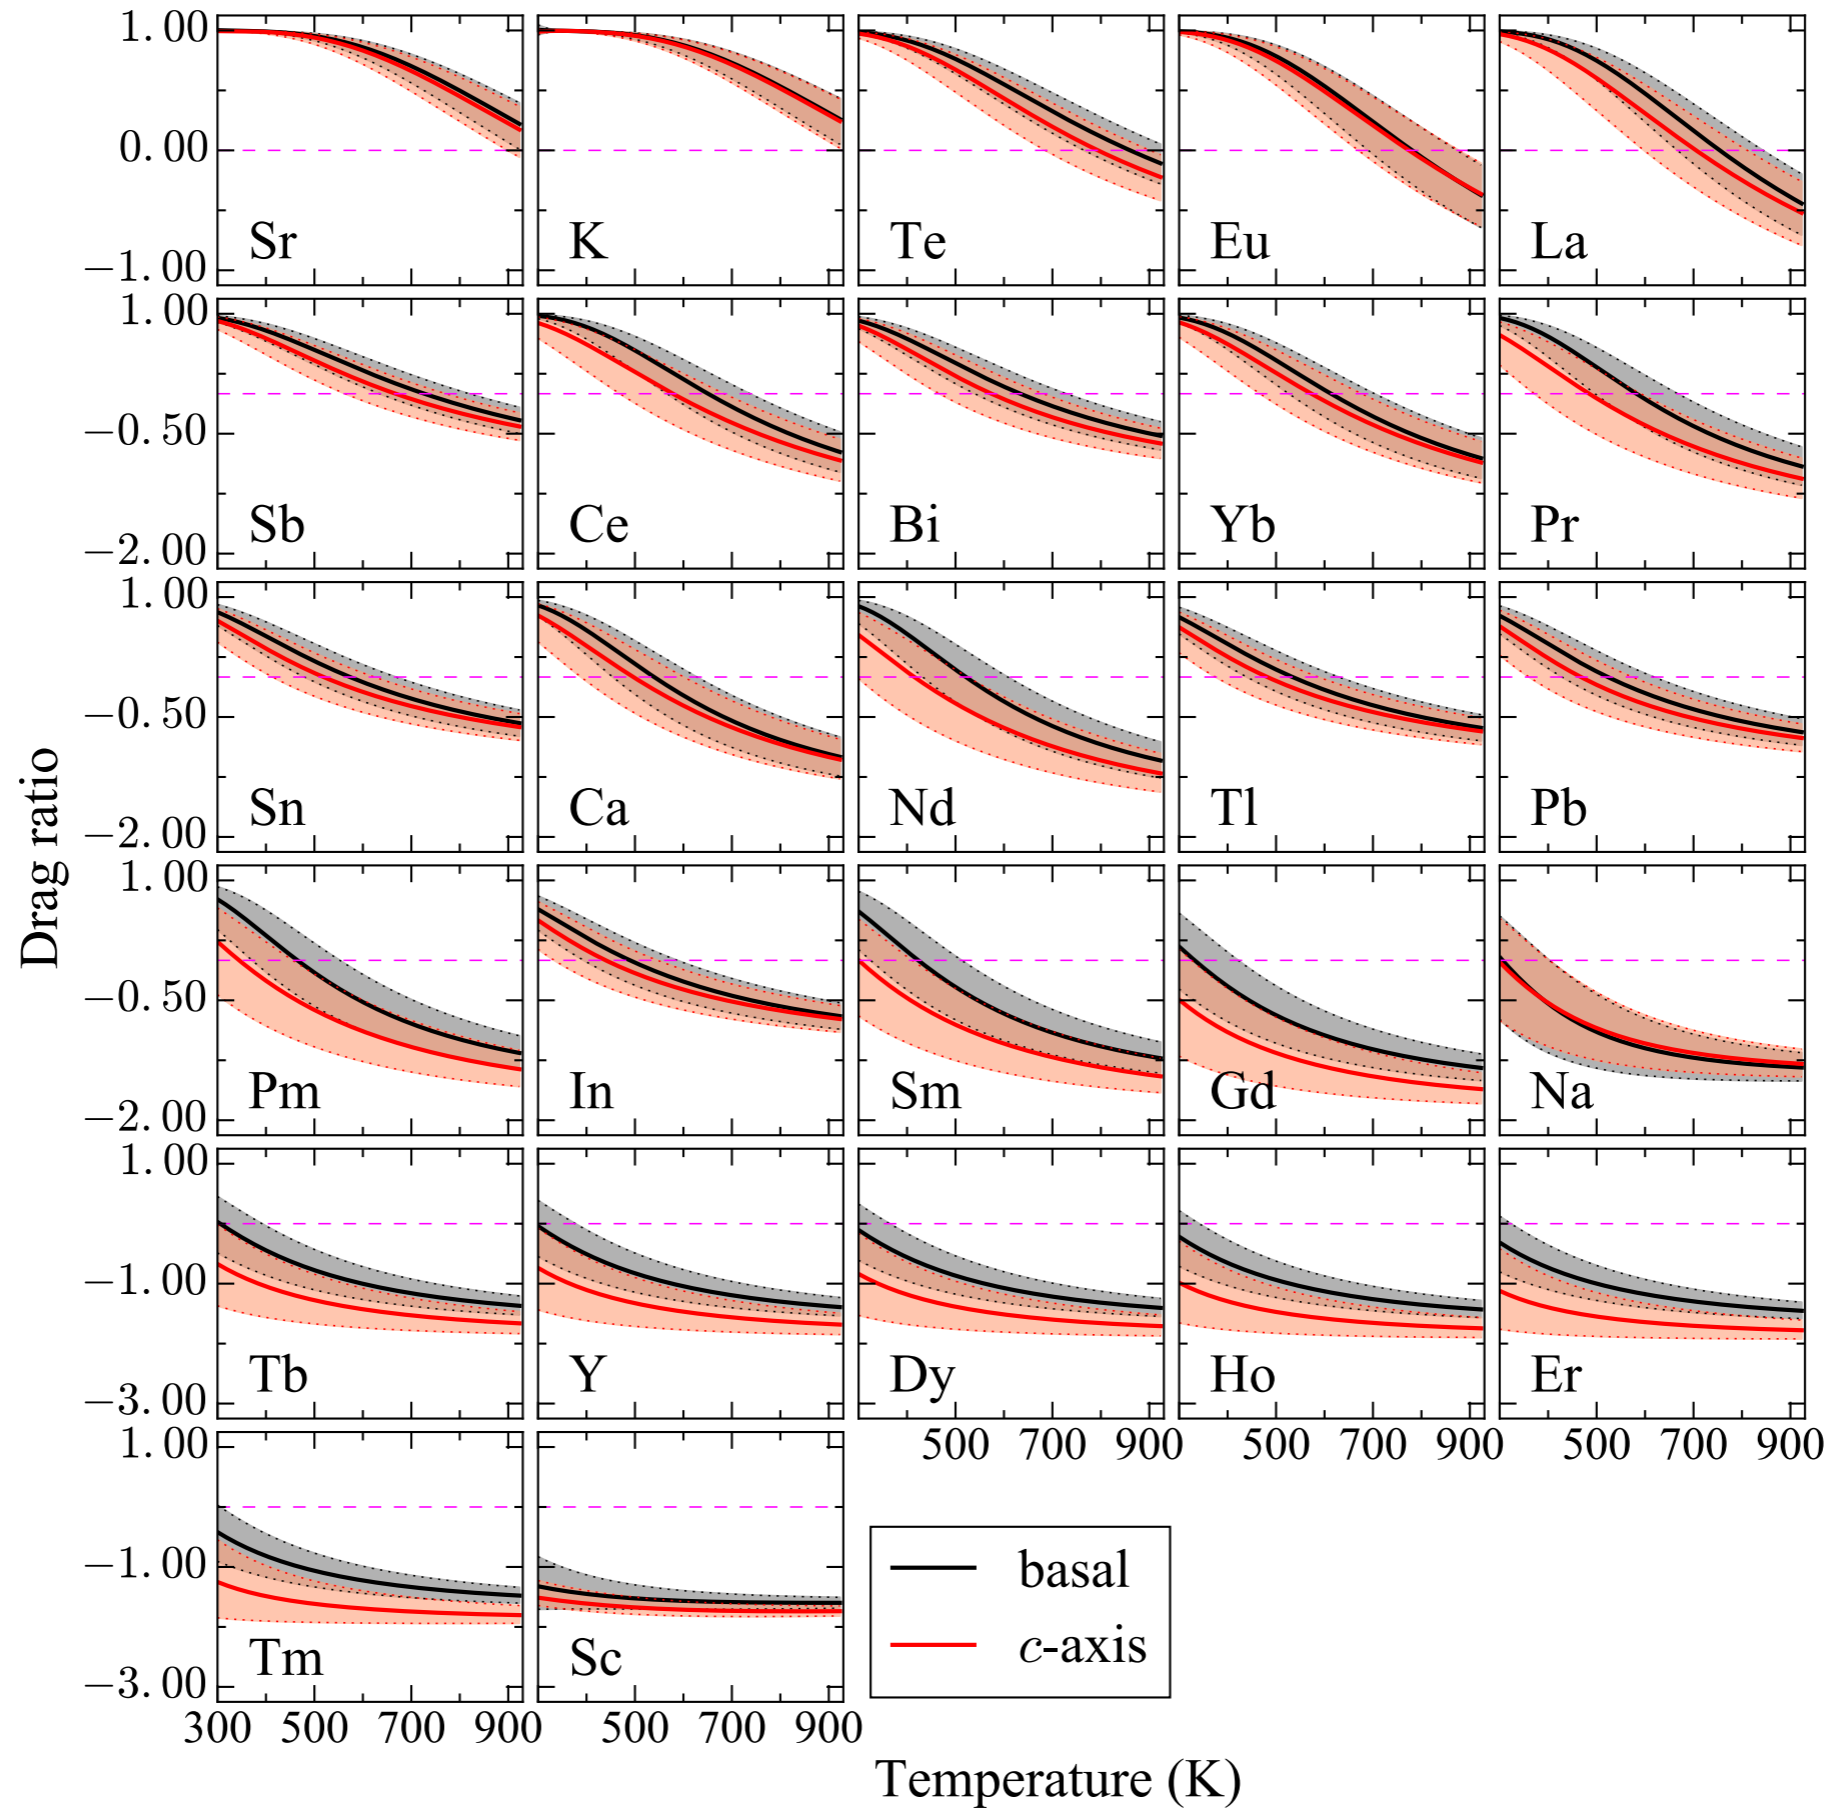 1.00
0.00
−1.00
Sr
K
Te
Eu
La
1.00
−0.50
−2.00
Sb
Ce
Bi
Yb
Pr
1.00
−0.50
−2.00
Sn
Ca
Nd
Tl
Pb
Drag ratio
1.00
−0.50
−2.00
Pm
In
Sm
Gd
Na
1.00
−1.00
−3.00
Tb
Y
Dy
Ho
Er
500 700 900 500 700 900 500 700 900
1.00
−1.00
−3.00
Tm
Sc
basal
c-axis
300 500 700 900 500 700 900
Temperature (K)